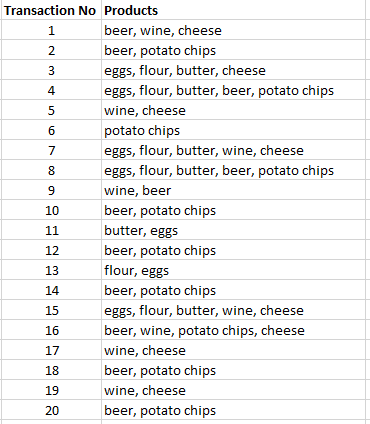 Transaction No Products
1 beer, wine, cheese
2 beer, potato chips
3 eggs, flour, butter, cheese
4 eggs, flour, butter, beer, potato chips
5 wine, cheese
6 potato chips
7 eggs, flour, butter, wine, cheese
8 eggs, flour, butter, beer, potato chips
9 wine, beer
10 beer, potato chips
11 butter, eggs
12 beer, potato chips
13 flour, eggs
14 beer, potato chips
15 eggs, flour, butter, wine, cheese
16 beer, wine, potato chips, cheese
17 wine, cheese
18 beer, potato chips
19 wine, cheese
20 beer, potato chips